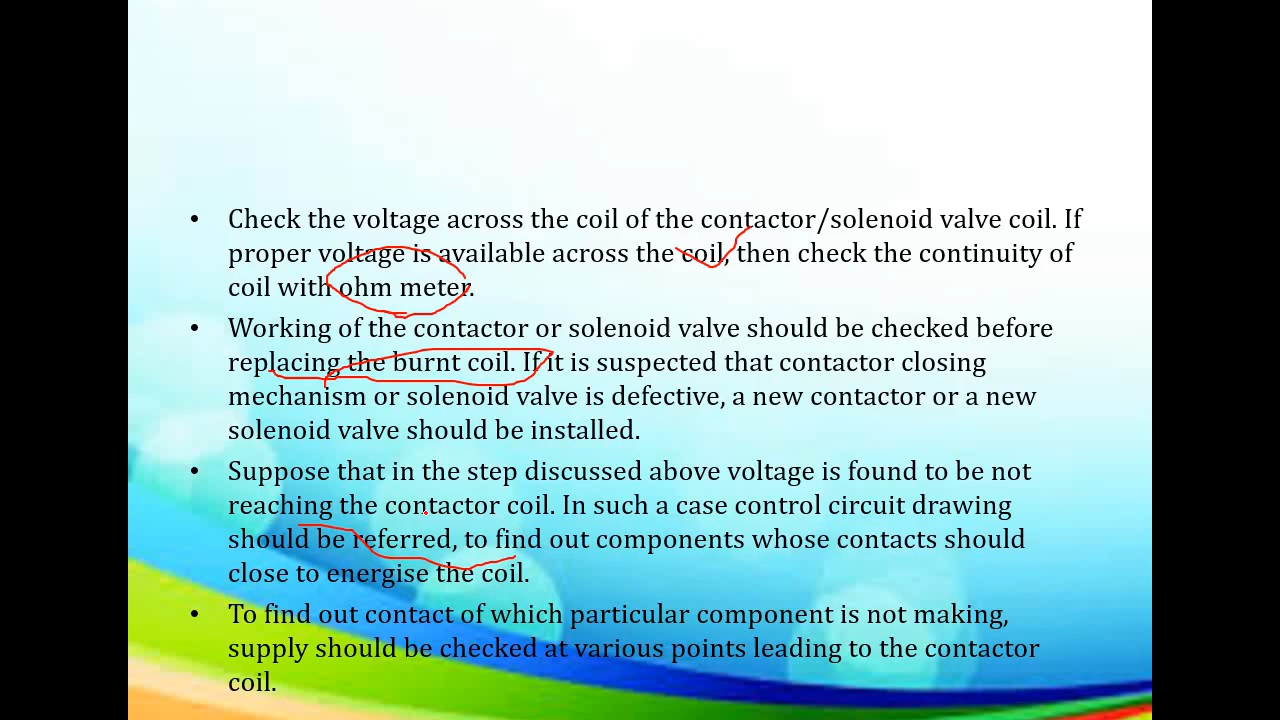 • Check the voltage across the coil of the contactor/solenoid valve coil. If
proper voltage is available across the coil, then check the continuity of
coil with ohm meter.
• Working of the contactor or solenoid valve should be checked before
replacing the burnt coil. If it is suspected that contactor closing
mechanism or solenoid valve is defective, a new contactor or a new
solenoid valve should be installed.
• Suppose that in the step discussed above voltage is found to be not
reaching the contactor coil. In such a case control circuit drawing
should be referred, to find out components whose contacts should
close to energise the coil.
• To find out contact of which particular component is not making,
supply should be checked at various points leading to the contactor
coil.